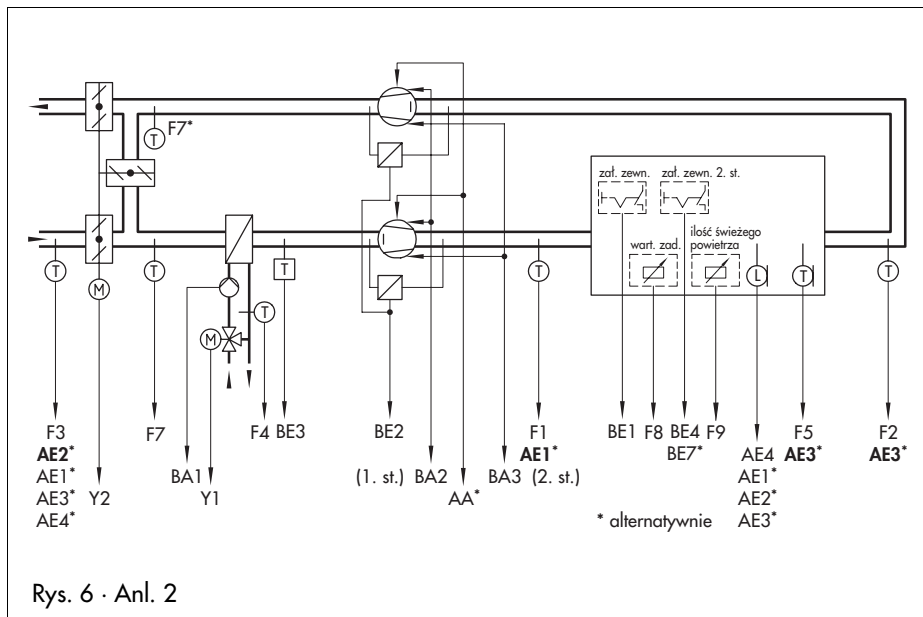 F7*
T
T
T
M
M
T
T
T
L
T
T
zał. zewn.
zał. zewn. 2. st.
wart. zad.
ilość świeżego
powietrza
F3
AE2*
AE1*
AE3*
AE4*
Y2
F7
BA1
Y1
F4
BE3
BE2
(1. st.) BA2
AA*
BA3 (2. st.)
F1
AE1*
BE1
F8
BE4
BE7*
F9
AE4
AE1*
AE2*
AE3*
F5
AE3*
F2
AE3*
* alternatywnie
Rys. 6 · Anl. 2